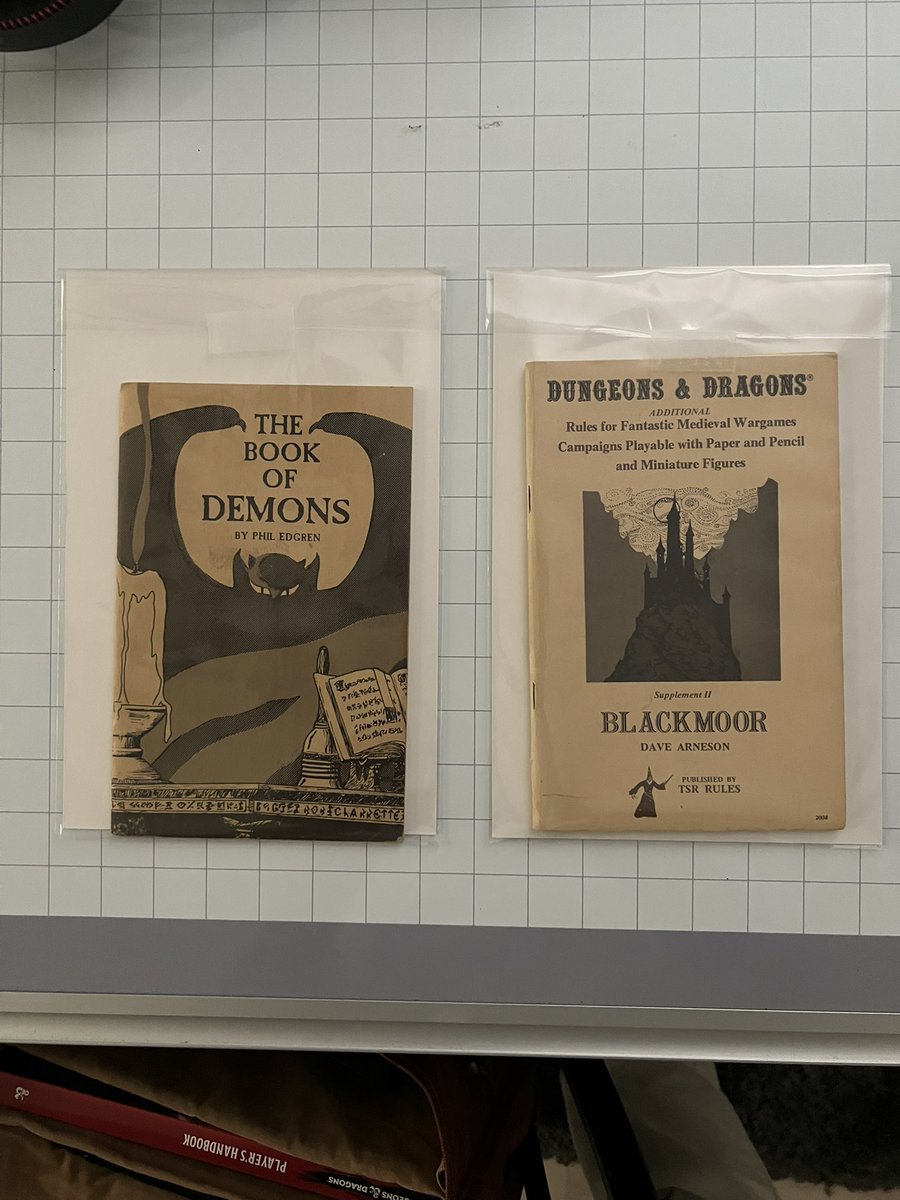 THE
BOOK
OF
DEMONS
BY PHIL EDGREN
DUNGEONS & DRAGONS®
ADDITIONAL
Rules for Fantastic Medieval Wargames
Campaigns Playable with Paper and Pencil
and Miniature Figures
Supplement II
BLACKMOOR
DAVE ARNESON
PUBLISHED BY
TSR RULES
2004
PLAYER'S HANDBOOK
DRAGONS